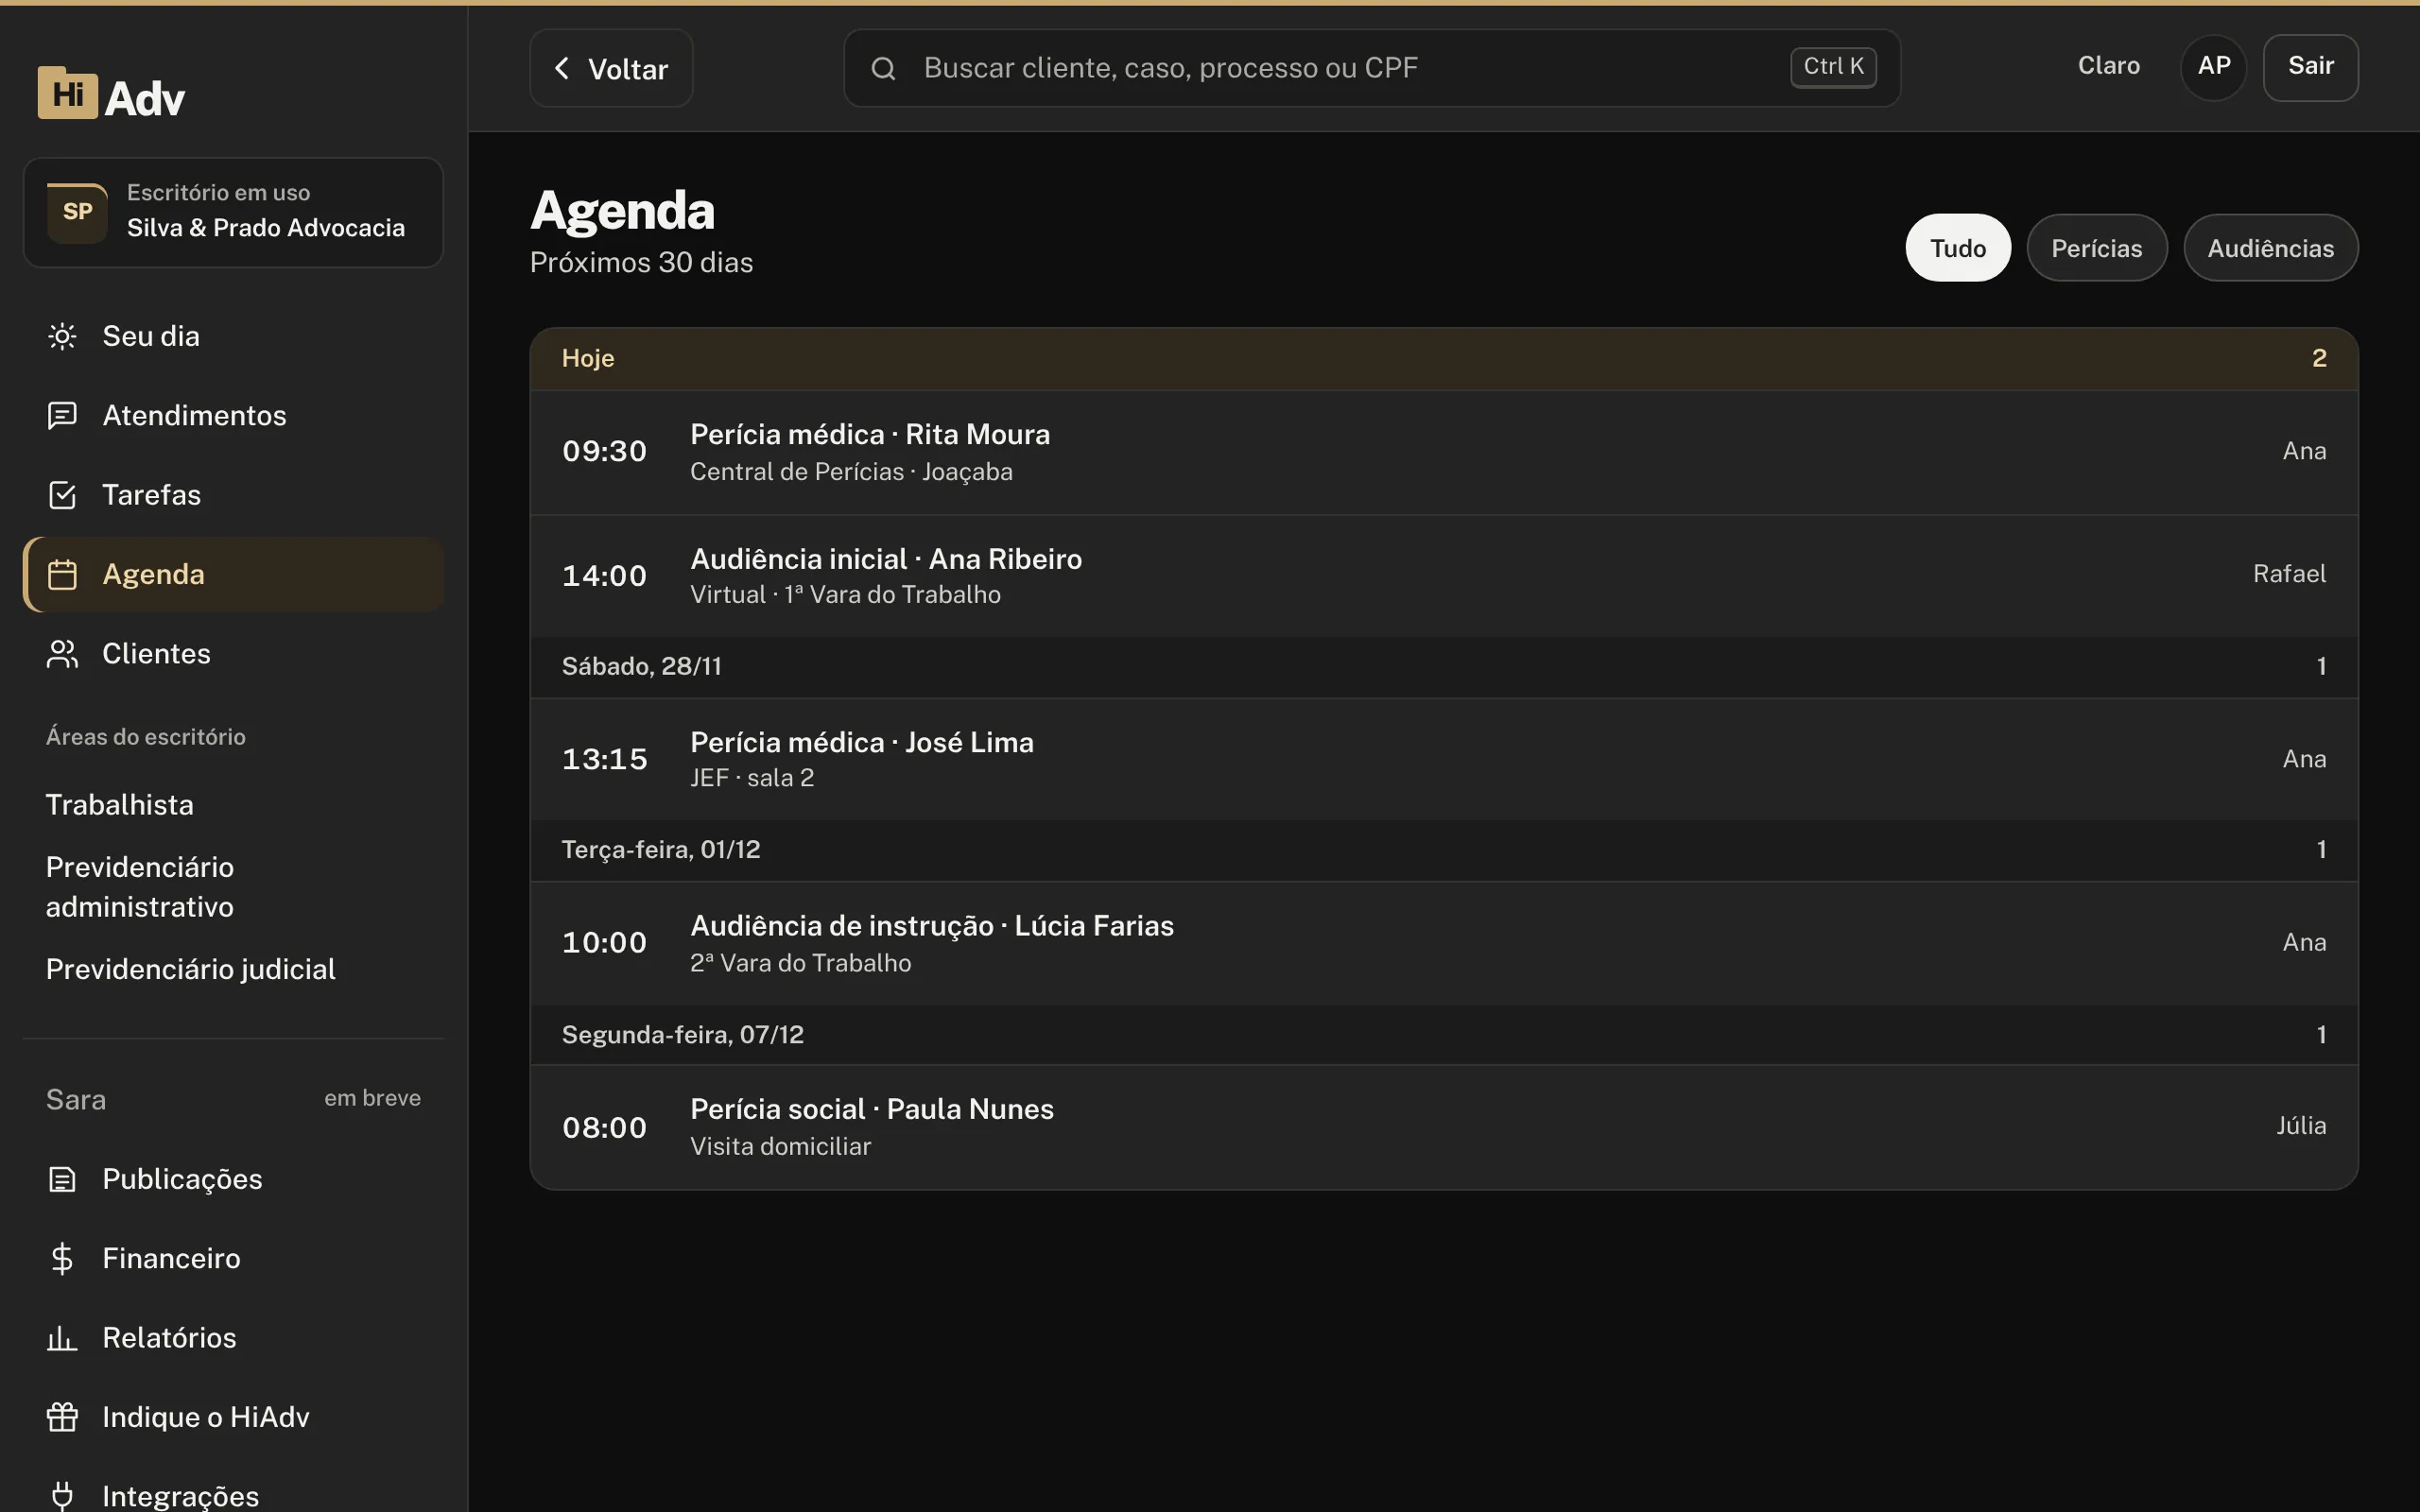 Hi Adv
Escritório em uso
SP
Silva & Prado Advocacia
Seu dia
Atendimentos
Tarefas
Agenda
Clientes
Áreas do escritório
Trabalhista
Previdenciário
administrativo
Previdenciário judicial
Sara em breve
Publicações
Financeiro
Relatórios
Indique o HiAdv
Integrações
Voltar
Buscar cliente, caso, processo ou CPF
Ctrl K
Claro
AP
Sair
Agenda
Próximos 30 dias
Tudo
Perícias
Audiências
Hoje 2
09:30
Perícia médica · Rita Moura
Central de Perícias · Joaçaba
Ana
14:00
Audiência inicial · Ana Ribeiro
Virtual · 1ª Vara do Trabalho
Rafael
Sábado, 28/11 1
13:15
Perícia médica · José Lima
JEF · sala 2
Ana
Terça-feira, 01/12 1
10:00
Audiência de instrução · Lúcia Farias
2ª Vara do Trabalho
Ana
Segunda-feira, 07/12 1
08:00
Perícia social · Paula Nunes
Visita domiciliar
Júlia